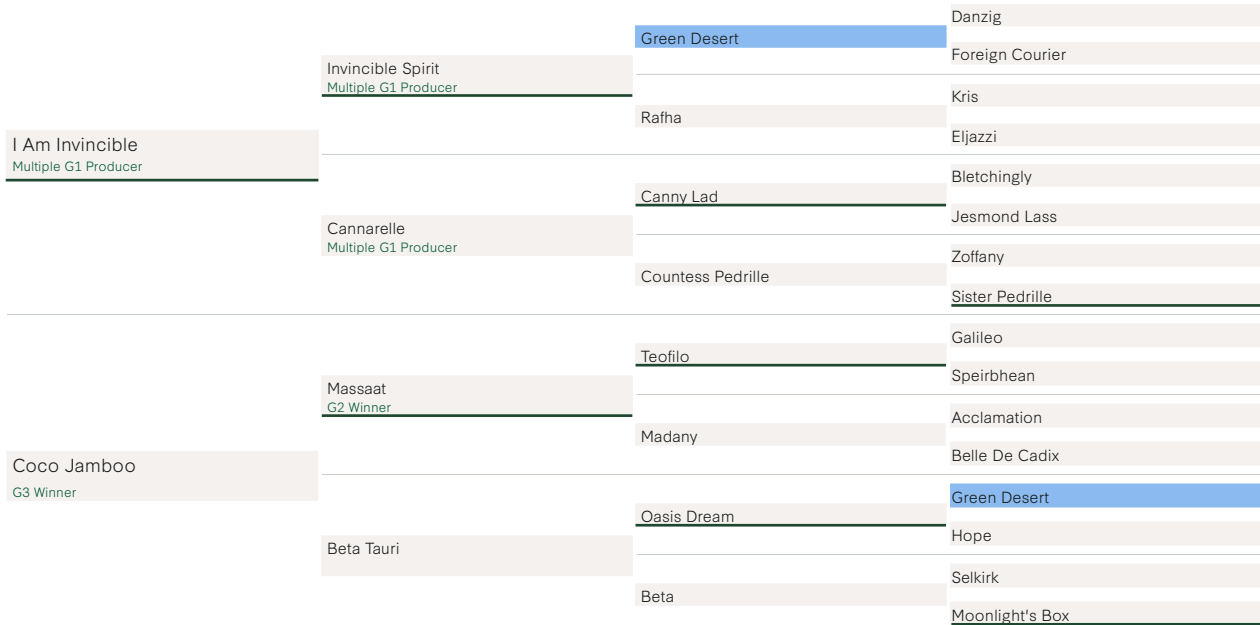 I Am Invincible
Multiple G1 Producer
Coco Jamboo
G3 Winner
Invincible Spirit
Multiple G1 Producer
Cannarelle
Multiple G1 Producer
Massaat
G2 Winner
Beta Tauri
Green Desert
Rafha
Canny Lad
Countess Pedrille
Teofilo
Madany
Oasis Dream
Beta
Danzig
Foreign Courier
Kris
Eljazzi
Bletchingly
Jesmond Lass
Zoffany
Sister Pedrille
Galileo
Speirbhean
Acclamation
Belle De Cadix
Green Desert
Hope
Selkirk
Moonlight's Box